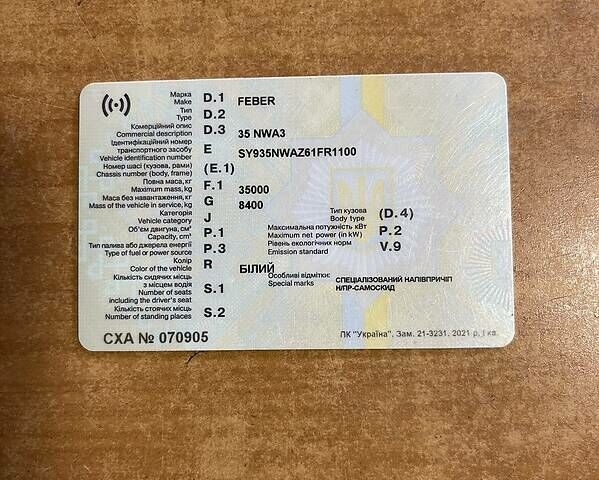 Марка D.1 FEBER
Make
Тип D.2
Type
Комерційний опис D.3 35 NWA3
Commercial description
Ідентифікаційний номер
транспортного засобу E SY935NWAZ61FR1100
Vehicle identification number
Номер шасі (кузова, рами) (E.1)
Chassis number (body, frame)
Повна маса, кг F.1 35000
Maximum mass, kg
Маса без навантаження, кг G 8400
Mass of the vehicle in service, kg
Категорія J Тип кузова (D.4)
Vehicle category Body type
Об'єм двигуна, см³ P.1 Максимальна потужність кВт P.2
Capacity, cm³ Maximum net power (in kW)
Тип палива або джерела енергії P.3 Рівень екологічних норм V.9
Type of fuel or power source Emission standard
Колір R БІЛИЙ
Color of the vehicle
Особливі відмітки: СПЕЦІАЛІЗОВАНИЙ НАПІВПРИЧІП
Special marks Н/ПР-САМОСКИД
Кількість сидячих місць
з місцем водія S.1
Number of seats
including the driver's seat
Кількість стоячих місць S.2
Number of standing places
СХА № 070905
ПК "Україна", Зам. 21-3231, 2021 р, I кв.